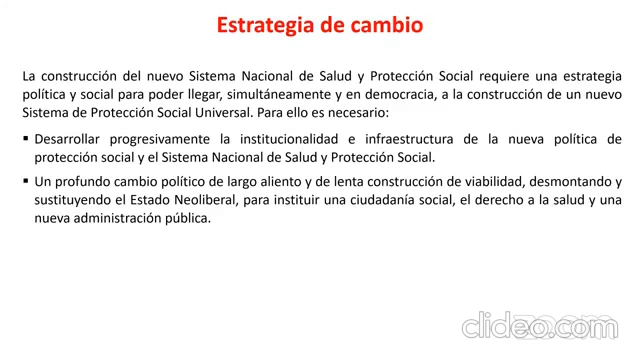 Estrategia de cambio
La construcción del nuevo Sistema Nacional de Salud y Protección Social requiere una estrategia
política y social para poder llegar, simultáneamente y en democracia, a la construcción de un nuevo
Sistema de Protección Social Universal. Para ello es necesario:
▪ Desarrollar progresivamente la institucionalidad e infraestructura de la nueva política de
protección social y el Sistema Nacional de Salud y Protección Social.
▪ Un profundo cambio político de largo aliento y de lenta construcción de viabilidad, desmontando y
sustituyendo el Estado Neoliberal, para instituir una ciudadanía social, el derecho a la salud y una
nueva administración pública.
zoom
clideo.com